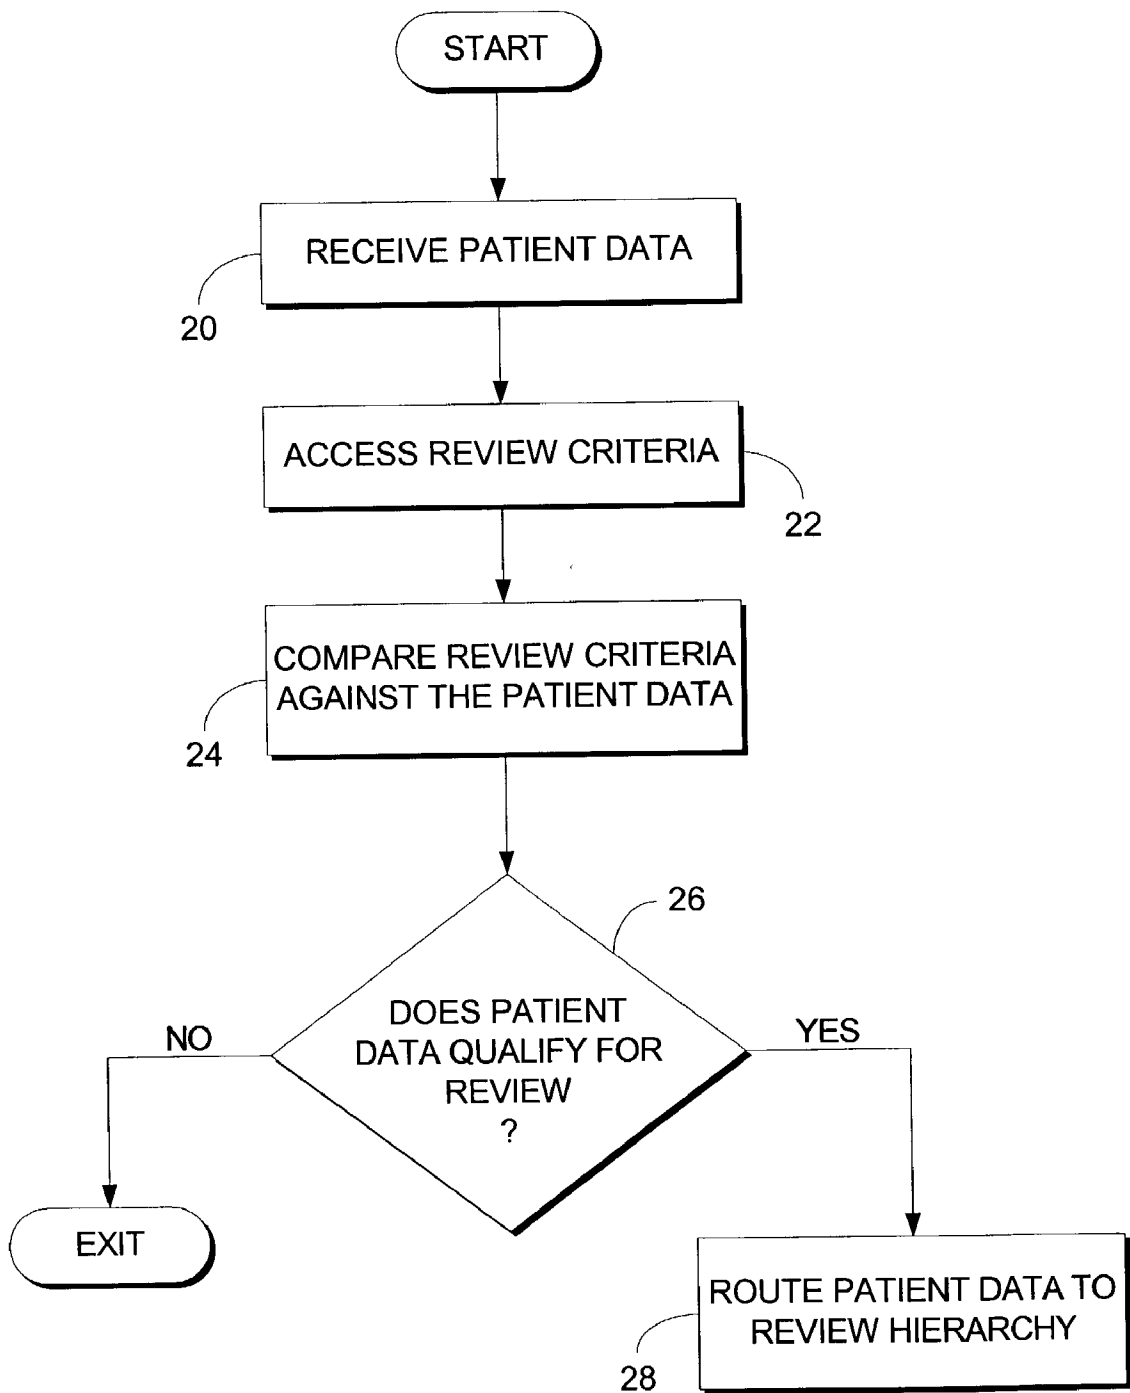 START
RECEIVE PATIENT DATA
20
ACCESS REVIEW CRITERIA
22
COMPARE REVIEW CRITERIA
AGAINST THE PATIENT DATA
24
26
DOES PATIENT
DATA QUALIFY FOR
REVIEW
?
NO
YES
EXIT
ROUTE PATIENT DATA TO
REVIEW HIERARCHY
28